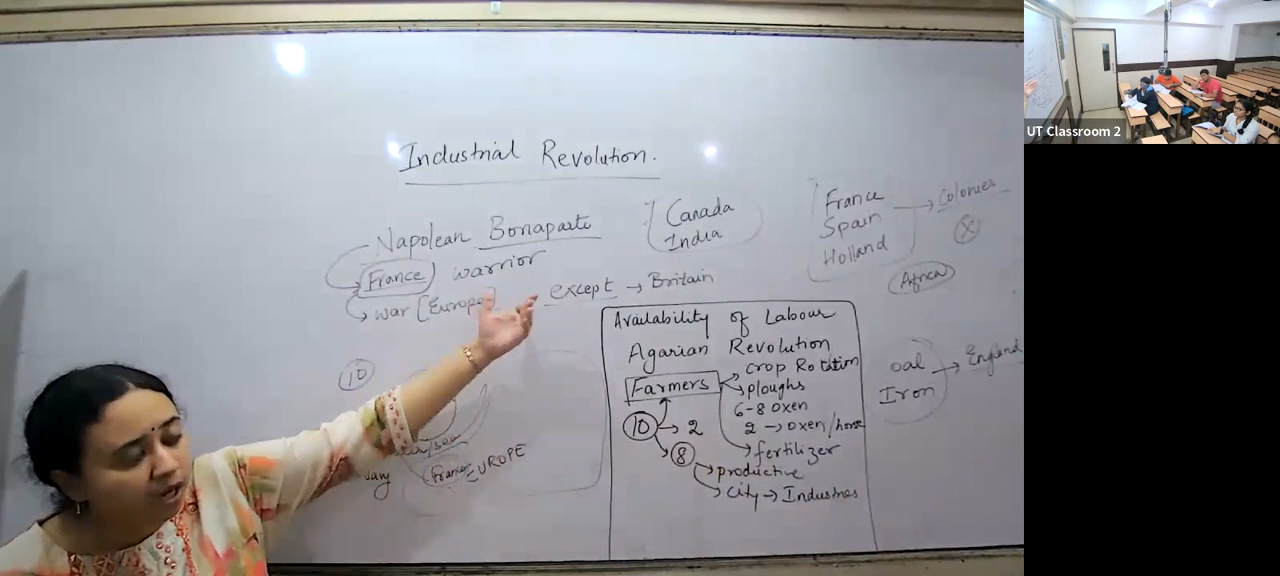 Industrial Revolution.
Napolean Bonaparte
France warrior
war [Europe]
except → Britain
Canada
India
France
Spain
Holland
→ Colonies
X
Africa
Availability of Labour
Agarian Revolution
Farmers
crop Rotation
ploughs
6-8 oxen
2 → oxen/horse
fertilizer
10 → 2
8
productive
city → Industries
oal
Iron
→ England
10
France
EUROPE
UT Classroom 2